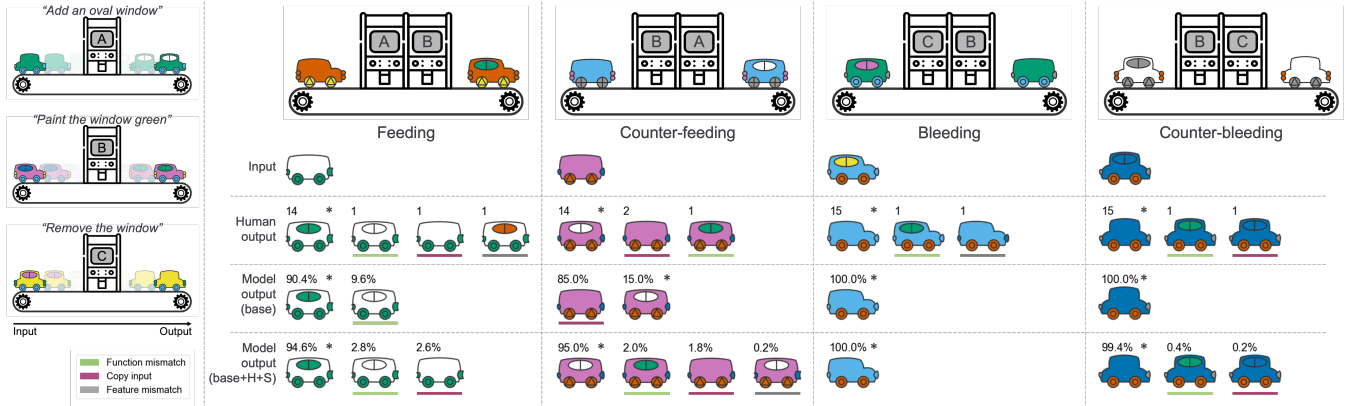 “Add an oval window”
A
“Paint the window green”
B
“Remove the window”
C
Input Output
Function mismatch
Copy input
Feature mismatch
A B
B A
C B
B C
Feeding Counter-feeding Bleeding Counter-bleeding
Input
Human
output
14 * 1 1 1
14 * 2 1
15 * 1 1
15 * 1 1
Model
output
(base)
90.4% * 9.6%
85.0% 15.0% *
100.0% *
100.0% *
Model
output
(base+H+S)
94.6% * 2.8% 2.6%
95.0% * 2.0% 1.8% 0.2%
100.0% *
99.4% * 0.4% 0.2%